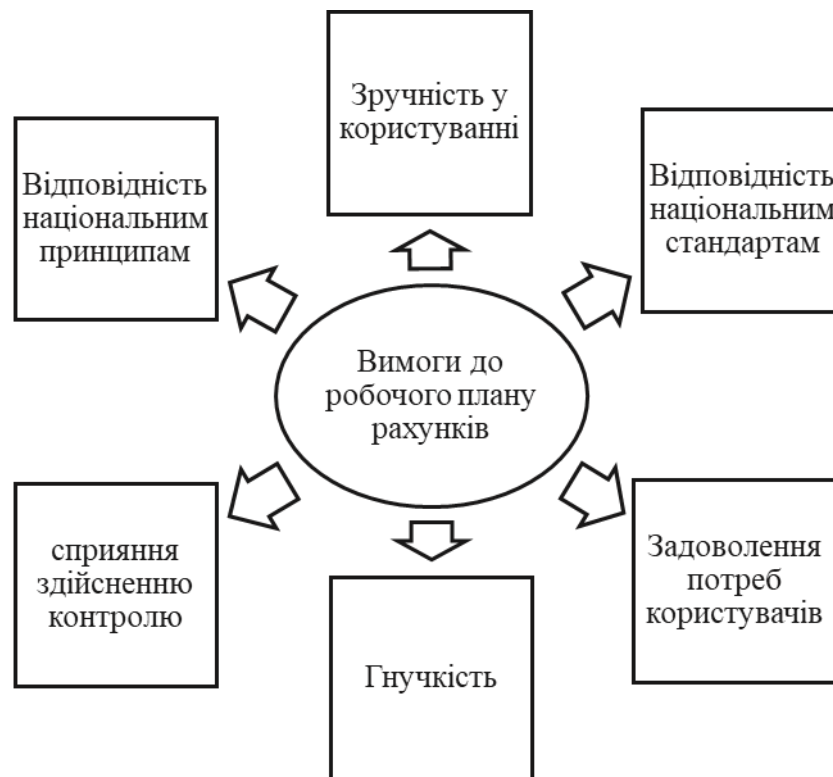 Зручність у
користуванні
Відповідність
національним
принципам
Відповідність
національним
стандартам
Вимоги до
робочого плану
рахунків
сприяння
здійсненню
контролю
Задоволення
потреб
користувачів
Гнучкість